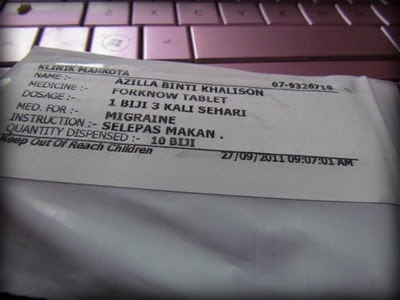 KLINIK MAHKOTA 07-9326710
NAME :- AZILLA BINTI KHALISON
MEDICINE :- FORKNOW TABLET
DOSAGE :- 1 BIJI 3 KALI SEHARI
MED. FOR :- MIGRAINE
INSTRUCTION :- SELEPAS MAKAN .
QUANTITY DISPENSED :- 10 BIJI
Keep Out Of Reach Children 27/09/2011 09:07:01 AM